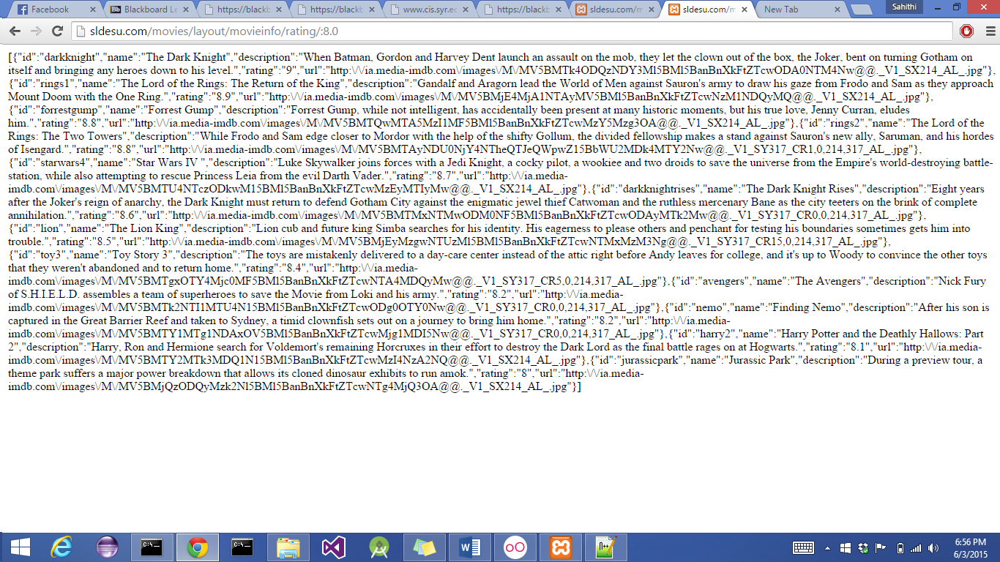 Facebook
Blackboard Le
https://blackb
https://blackb
www.cis.syr.ed
https://blackb
sldesu.com/m
sldesu.com/m
New Tab
Sahithi
sldesu.com/movies/layout/movieinfo/rating/:8.0
[{"id":"darkknight","name":"The Dark Knight","description":"When Batman, Gordon and Harvey Dent launch an assault on the mob, they let the clown out of the box, the Joker, bent on turning Gotham on
itself and bringing any heroes down to his level.","rating":"9","url":"http:\/\/ia.media-imdb.com\/images\/M\/MV5BMTk4ODQzNDY3Ml5BMl5BanBnXkFtZTcwODA0NTM4Nw@@._V1_SX214_AL_.jpg"},
{"id":"rings1","name":"The Lord of the Rings: The Return of the King","description":"Gandalf and Aragorn lead the World of Men against Sauron's army to draw his gaze from Frodo and Sam as they approach
Mount Doom with the One Ring.","rating":"8.9","url":"http:\/\/ia.media-imdb.com\/images\/M\/MV5BMjE4MjA1NTAyMV5BMl5BanBnXkFtZTcwNzM1NDQyMQ@@._V1_SX214_AL_.jpg"},
{"id":"forrestgump","name":"Forrest Gump","description":"Forrest Gump, while not intelligent, has accidentally been present at many historic moments, but his true love, Jenny Curran, eludes
him.","rating":"8.8","url":"http:\/\/ia.media-imdb.com\/images\/M\/MV5BMTQwMTA5MzI1MF5BMl5BanBnXkFtZTcwMzY5Mzg3OA@@._V1_SX214_AL_.jpg"},{"id":"rings2","name":"The Lord of the
Rings: The Two Towers","description":"While Frodo and Sam edge closer to Mordor with the help of the shifty Gollum, the divided fellowship makes a stand against Sauron's new ally, Saruman, and his hordes
of Isengard.","rating":"8.8","url":"http:\/\/ia.media-imdb.com\/images\/M\/MV5BMTAyNDU0NjY4NTheQTJeQWpwZ15BbWU2MDk4MTY2Nw@@._V1_SY317_CR1,0,214,317_AL_.jpg"},
{"id":"starwars4","name":"Star Wars IV ","description":"Luke Skywalker joins forces with a Jedi Knight, a cocky pilot, a wookiee and two droids to save the universe from the Empire's world-destroying battle-
station, while also attempting to rescue Princess Leia from the evil Darth Vader.","rating":"8.7","url":"http:\/\/ia.media-
imdb.com\/images\/M\/MV5BMTU4NTczODkwM15BMl5BanBnXkFtZTcwMzEyMTIyMw@@._V1_SX214_AL_.jpg"},{"id":"darkknightrises","name":"The Dark Knight Rises","description":"Eight years
after the Joker's reign of anarchy, the Dark Knight must return to defend Gotham City against the enigmatic jewel thief Catwoman and the ruthless mercenary Bane as the city teeters on the brink of complete
annihilation.","rating":"8.6","url":"http:\/\/ia.media-imdb.com\/images\/M\/MV5BMTMxNTMwODM0NF5BMl5BanBnXkFtZTcwODAyMTk2Mw@@._V1_SY317_CR0,0,214,317_AL_.jpg"},
{"id":"lion","name":"The Lion King","description":"Lion cub and future king Simba searches for his identity. His eagerness to please others and penchant for testing his boundaries sometimes gets him into
trouble.","rating":"8.5","url":"http:\/\/ia.media-imdb.com\/images\/M\/MV5BMjEyMzgwNTUzMl5BMl5BanBnXkFtZTcwNTMxMzM3Ng@@._V1_SY317_CR15,0,214,317_AL_.jpg"},
{"id":"toy3","name":"Toy Story 3","description":"The toys are mistakenly delivered to a day-care center instead of the attic right before Andy leaves for college, and it's up to Woody to convince the other toys
that they weren't abandoned and to return home.","rating":"8.4","url":"http:\/\/ia.media-
imdb.com\/images\/M\/MV5BMTgxOTY4Mjc0MF5BMl5BanBnXkFtZTcwNTA4MDQyMw@@._V1_SY317_CR5,0,214,317_AL_.jpg"},{"id":"avengers","name":"The Avengers","description":"Nick Fury
of S.H.I.E.L.D. assembles a team of superheroes to save the Movie from Loki and his army.","rating":"8.2","url":"http:\/\/ia.media-
imdb.com\/images\/M\/MV5BMTk2NTI1MTU4N15BMl5BanBnXkFtZTcwODg0OTY0Nw@@._V1_SY317_CR0,0,214,317_AL_.jpg"},{"id":"nemo","name":"Finding Nemo","description":"After his son is
captured in the Great Barrier Reef and taken to Sydney, a timid clownfish sets out on a journey to bring him home.","rating":"8.2","url":"http:\/\/ia.media-
imdb.com\/images\/M\/MV5BMTY1MTg1NDAxOV5BMl5BanBnXkFtZTcwMjg1MDI5Nw@@._V1_SY317_CR0,0,214,317_AL_.jpg"},{"id":"harry2","name":"Harry Potter and the Deathly Hallows: Part
2","description":"Harry, Ron and Hermione search for Voldemort's remaining Horcruxes in their effort to destroy the Dark Lord as the final battle rages on at Hogwarts.","rating":"8.1","url":"http:\/\/ia.media-
imdb.com\/images\/M\/MV5BMTY2MTk3MDQ1N15BMl5BanBnXkFtZTcwMzI4NzA2NQ@@._V1_SX214_AL_.jpg"},{"id":"jurassicpark","name":"Jurassic Park","description":"During a preview tour, a
theme park suffers a major power breakdown that allows its cloned dinosaur exhibits to run amok.","rating":"8","url":"http:\/\/ia.media-
imdb.com\/images\/M\/MV5BMjQzODQyMzk2Nl5BMl5BanBnXkFtZTcwNTg4MjQ3OA@@._V1_SX214_AL_.jpg"}]
6:56 PM
6/3/2015